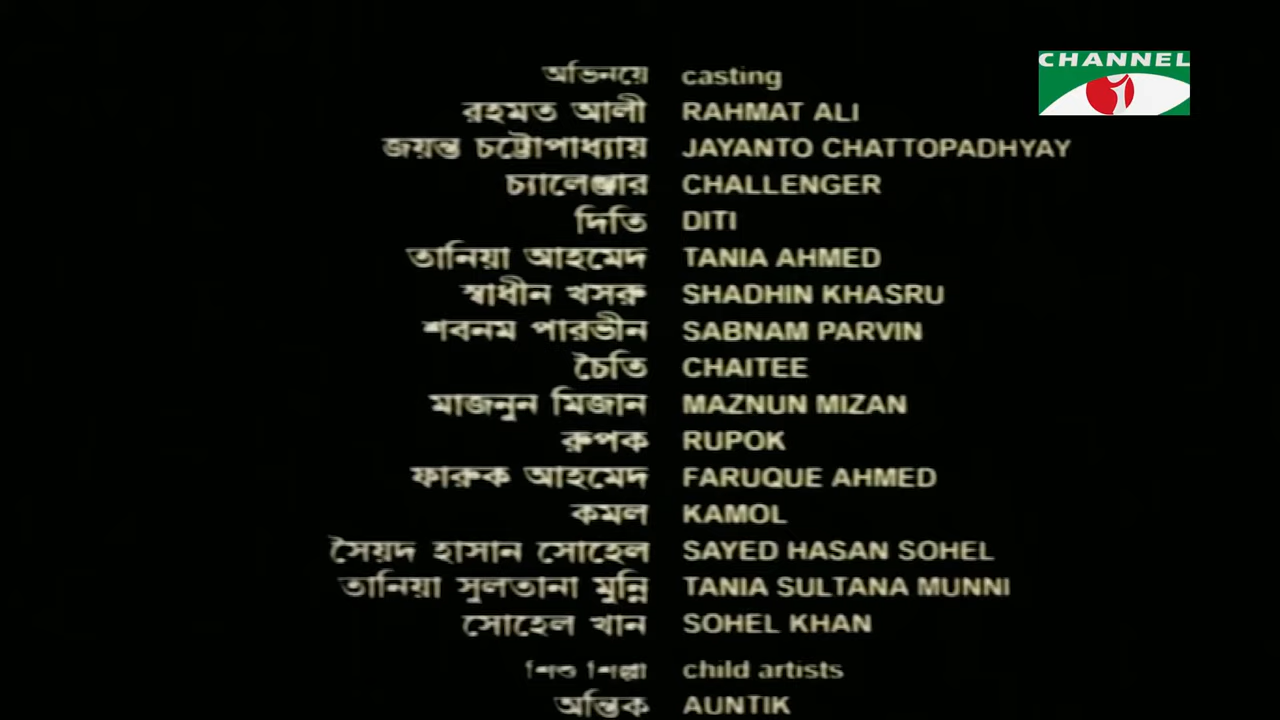 CHANNEL i
অভিনয়ে casting
রহমত আলী RAHMAT ALI
জয়ন্ত চট্টোপাধ্যায় JAYANTO CHATTOPADHYAY
চ্যালেঞ্জার CHALLENGER
দিতি DITI
তানিয়া আহমেদ TANIA AHMED
স্বাধীন খসরু SHADHIN KHASRU
শবনম পারভীন SABNAM PARVIN
চৈতি CHAITEE
মাজনুন মিজান MAZNUN MIZAN
রুপক RUPOK
ফারুক আহমেদ FARUQUE AHMED
কমল KAMOL
সৈয়দ হাসান সোহেল SAYED HASAN SOHEL
তানিয়া সুলতানা মুন্নি TANIA SULTANA MUNNI
সোহেল খান SOHEL KHAN
শিশু শিল্পী child artists
অন্তিক AUNTIK